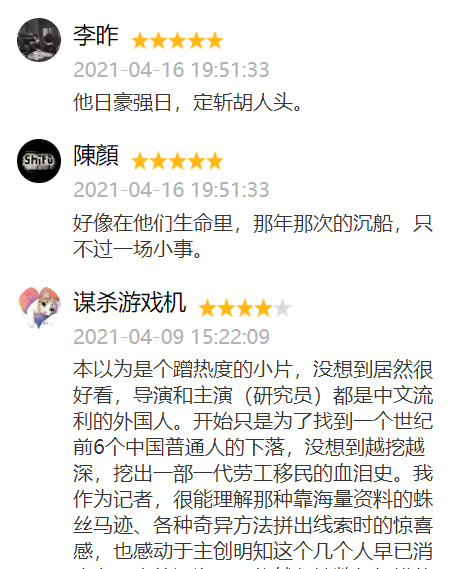 李昨
2021-04-16 19:51:33
他日豪强日，定斩胡人头。
Shifu
陳顏
2021-04-16 19:51:33
好像在他们生命里，那年那次的沉船，只
不过一场小事。
谋杀游戏机
2021-04-09 15:22:09
本以为是个蹭热度的小片，没想到居然很
好看，导演和主演（研究员）都是中文流
利的外国人。开始只是为了找到一个世纪
前6个中国普通人的下落，没想到越挖越
深，挖出一部一代劳工移民的血泪史。我
作为记者，很能理解那种靠海量资料的蛛
丝马迹、各种奇异方法拼出线索时的惊喜
感，也感动于主创明知这个几个人早已消